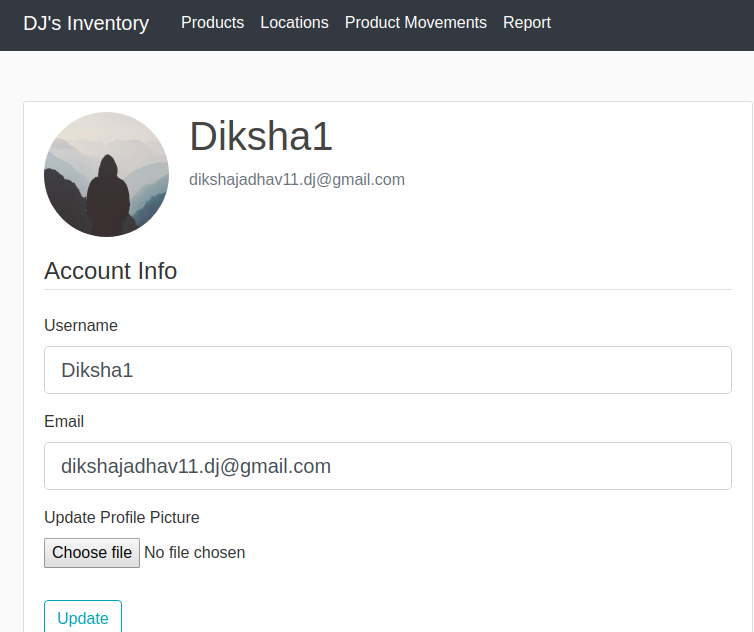 DJ's Inventory Products Locations Product Movements Report
Diksha1
dikshajadhav11.dj@gmail.com
Account Info
Username
Diksha1
Email
dikshajadhav11.dj@gmail.com
Update Profile Picture
Choose file No file chosen
Update